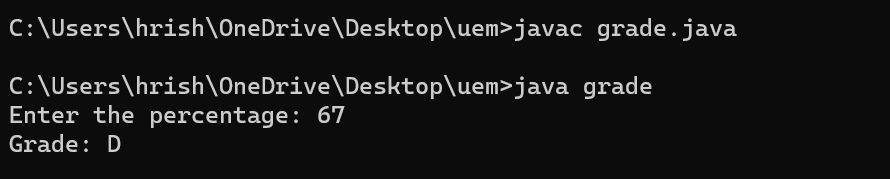 C:\Users\hrish\OneDrive\Desktop\uem>javac grade.java
C:\Users\hrish\OneDrive\Desktop\uem>java grade
Enter the percentage: 67
Grade: D